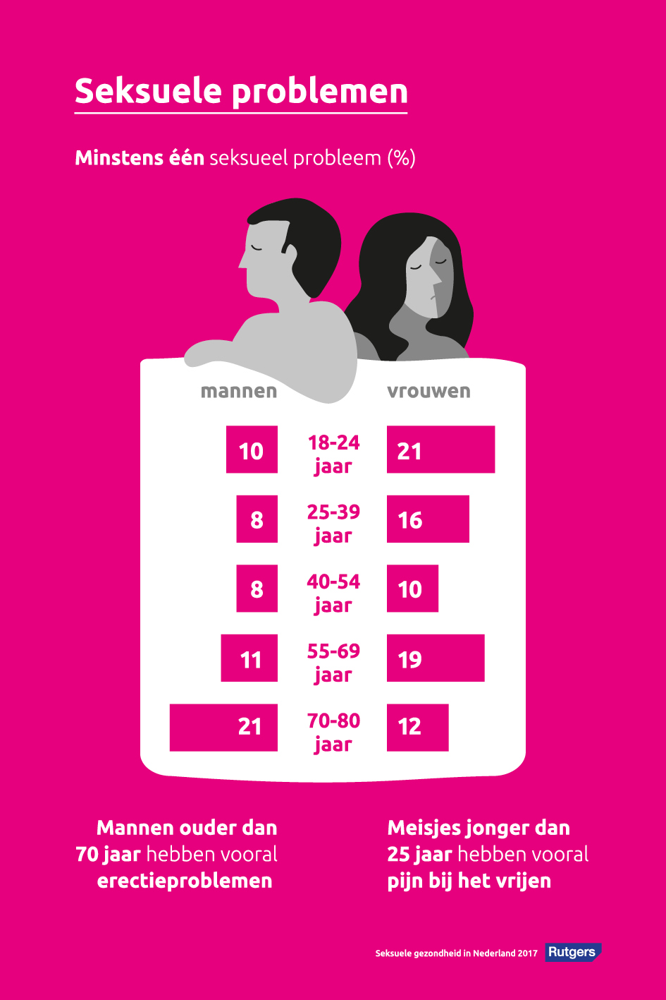 Seksuele problemen
Minstens één seksueel probleem (%)
mannen
vrouwen
10
18-24
jaar
21
8
25-39
jaar
16
8
40-54
jaar
10
11
55-69
jaar
19
21
70-80
jaar
12
Mannen ouder dan
70 jaar hebben vooral
erectieproblemen
Meisjes jonger dan
25 jaar hebben vooral
pijn bij het vrijen
Seksuele gezondheid in Nederland 2017
Rutgers